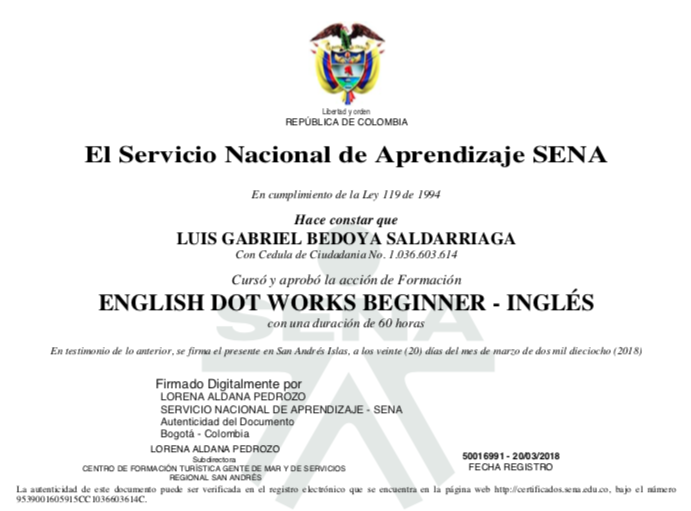 Libertad y orden
REPÚBLICA DE COLOMBIA
El Servicio Nacional de Aprendizaje SENA
En cumplimiento de la Ley 119 de 1994
Hace constar que
LUIS GABRIEL BEDOYA SALDARRIAGA
Con Cedula de Ciudadania No. 1.036.603.614
Cursó y aprobó la acción de Formación
ENGLISH DOT WORKS BEGINNER - INGLÉS
con una duración de 60 horas
SENA
En testimonio de lo anterior, se firma el presente en San Andrés Islas, a los veinte (20) días del mes de marzo de dos mil dieciocho (2018)
Firmado Digitalmente por
LORENA ALDANA PEDROZO
SERVICIO NACIONAL DE APRENDIZAJE - SENA
Autenticidad del Documento
Bogotá - Colombia
LORENA ALDANA PEDROZO
Subdirectora
CENTRO DE FORMACIÓN TURÍSTICA GENTE DE MAR Y DE SERVICIOS
REGIONAL SAN ANDRÉS
50016991 - 20/03/2018
FECHA REGISTRO
La autenticidad de este documento puede ser verificada en el registro electrónico que se encuentra en la página web http://certificados.sena.edu.co, bajo el número
9539001605915CC1036603614C.